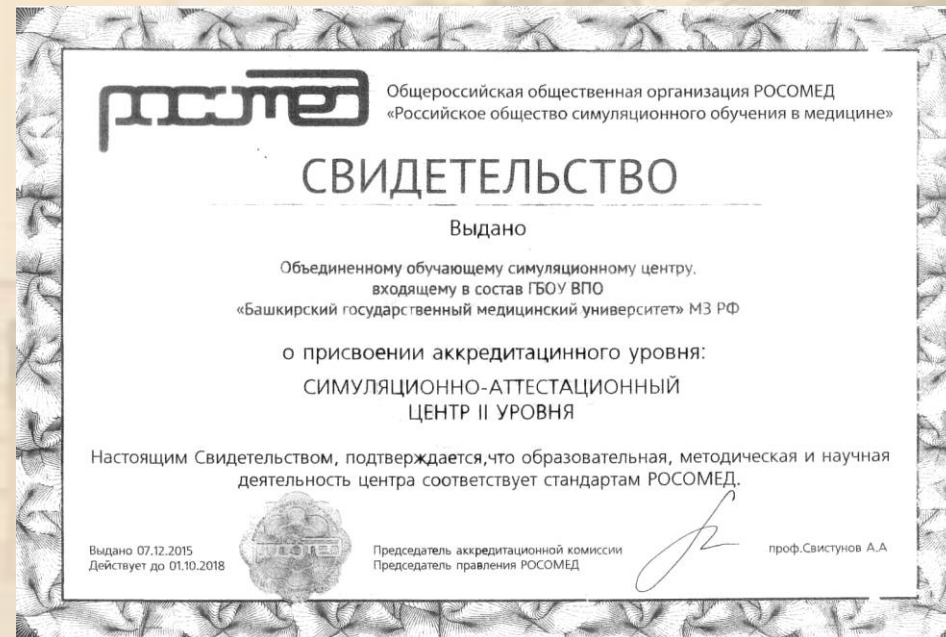 росомед
Общероссийская общественная организация РОСОМЕД
«Российское общество симуляционного обучения в медицине»
СВИДЕТЕЛЬСТВО
Выдано
Объединенному обучающему симуляционному центру,
входящему в состав ГБОУ ВПО
«Башкирский государственный медицинский университет» МЗ РФ
о присвоении аккредитацинного уровня:
СИМУЛЯЦИОННО-АТТЕСТАЦИОННЫЙ
ЦЕНТР II УРОВНЯ
Настоящим Свидетельством, подтверждается,что образовательная, методическая и научная
деятельность центра соответствует стандартам РОСОМЕД.
Выдано 07.12.2015
Действует до 01.10.2018
росомед
Председатель аккредитационной комиссии
Председатель правления РОСОМЕД
проф.Свистунов А.А